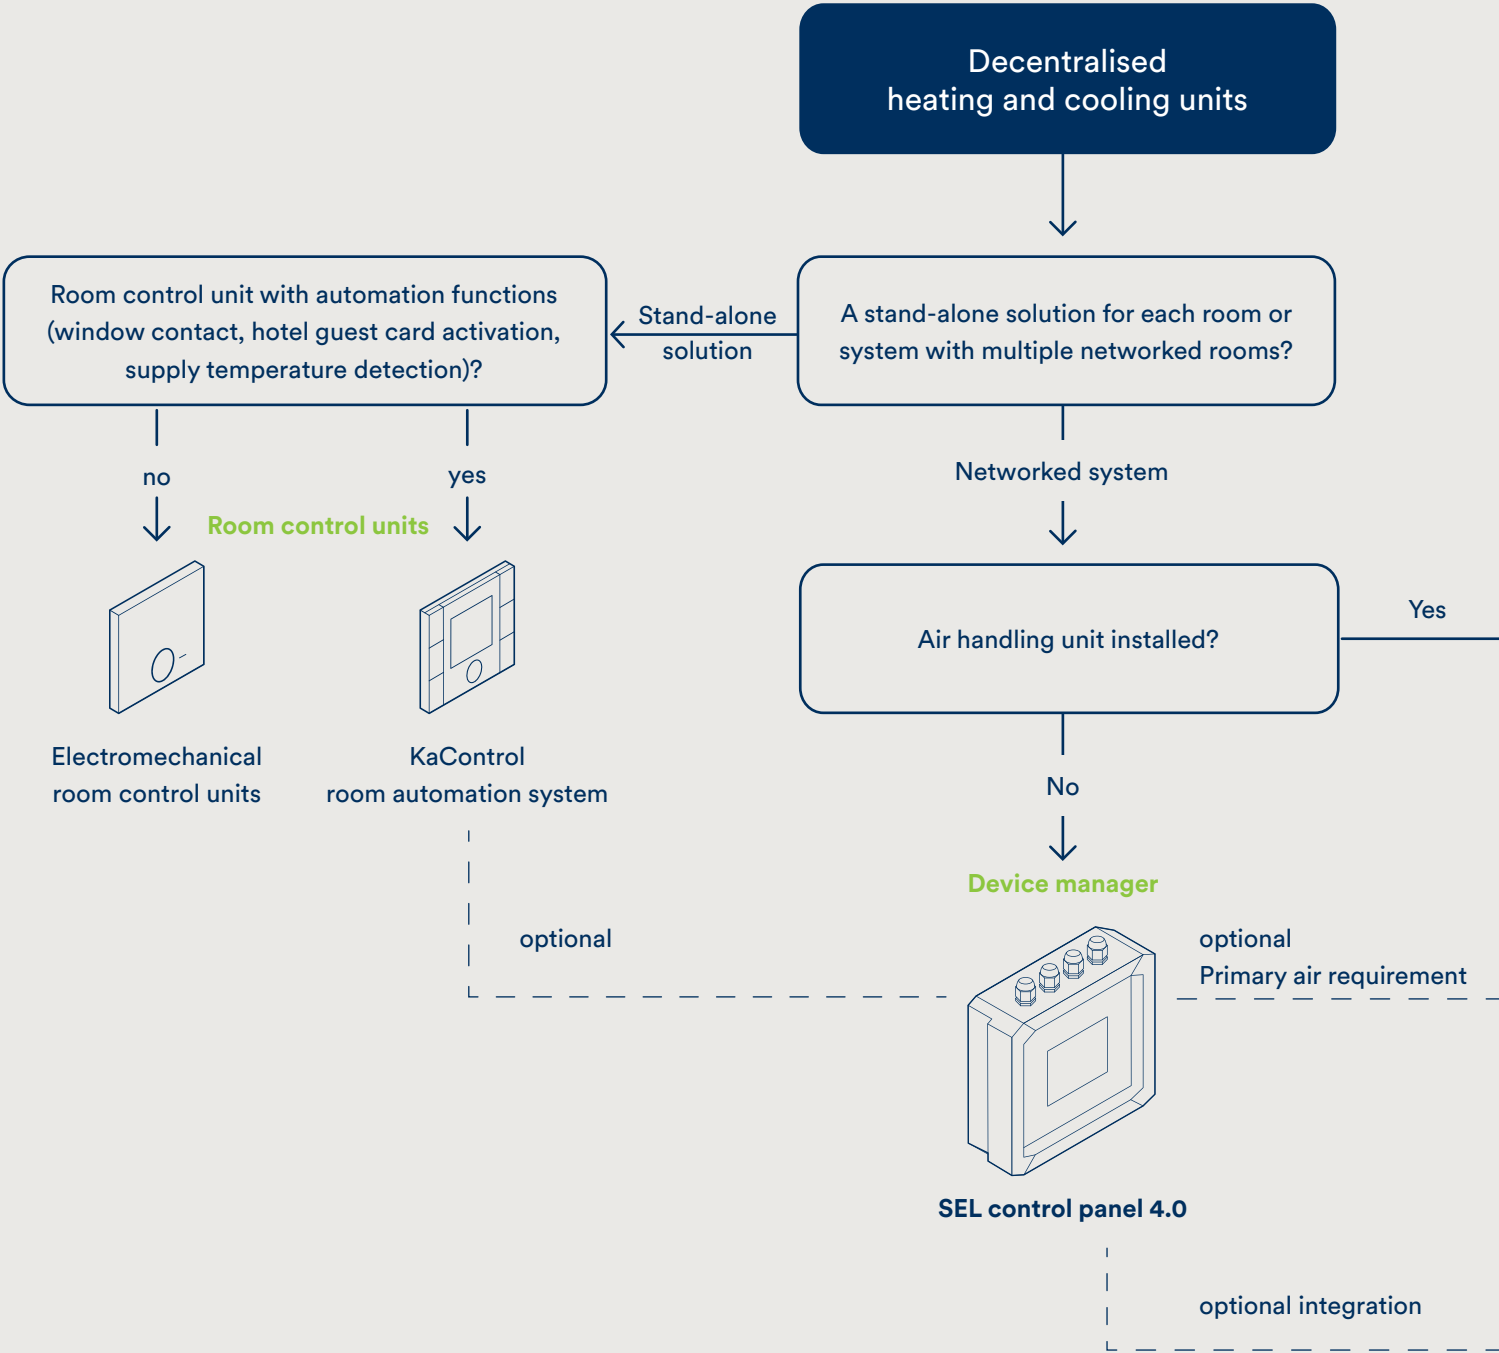 Decentralised
heating and cooling units
Room control unit with automation functions
(window contact, hotel guest card activation,
supply temperature detection)?
Stand-alone
solution
A stand-alone solution for each room or
system with multiple networked rooms?
no
yes
Networked system
Room control units
Air handling unit installed?
Yes
Electromechanical
room control units
KaControl
room automation system
No
Device manager
optional
optional
Primary air requirement
SEL control panel 4.0
optional integration